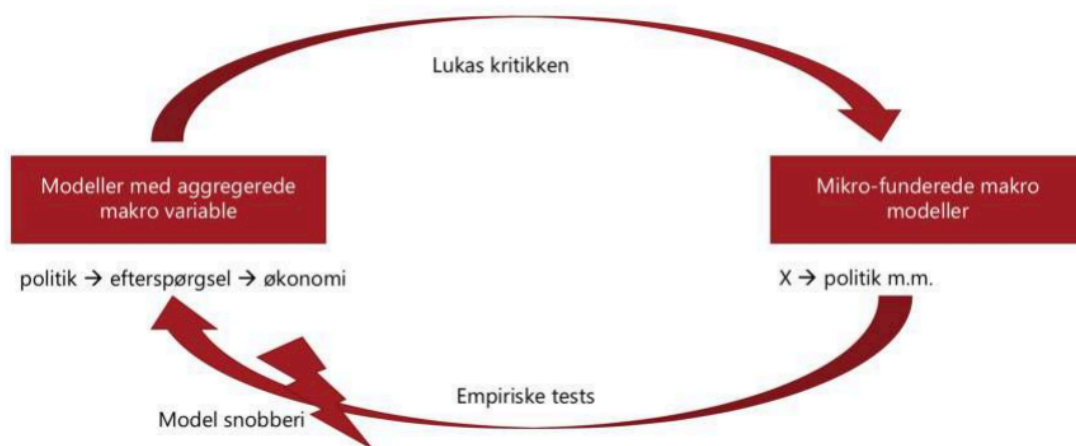 Lukas kritikken
Modeller med aggregerede
makro variable
Mikro-funderede makro
modeller
politik → efterspørgsel → økonomi
X → politik m.m.
Empiriske tests
Model snobberi